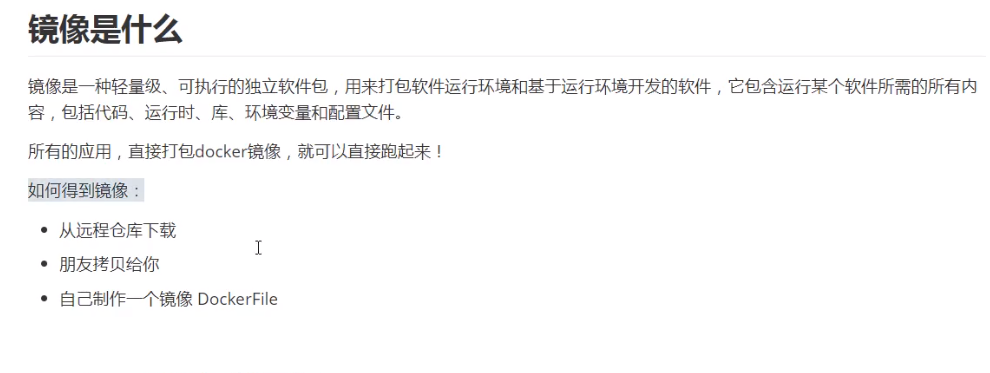 镜像是什么
镜像是一种轻量级、可执行的独立软件包，用来打包软件运行环境和基于运行环境开发的软件，它包含运行某个软件所需的所有内
容，包括代码、运行时、库、环境变量和配置文件。
所有的应用，直接打包docker镜像，就可以直接跑起来！
如何得到镜像：
从远程仓库下载
朋友拷贝给你
自己制作一个镜像 DockerFile